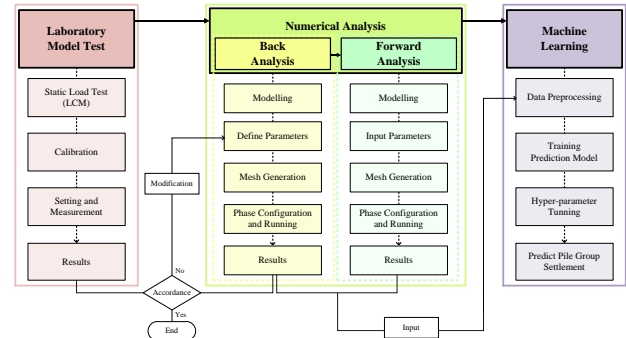 Laboratory
Model Test
Static Load Test
(LCM)
Calibration
Setting and
Measurement
Results
Numerical Analysis
Back
Analysis
Modelling
Define Parameters
Mesh Generation
Phase Configuration
and Running
Results
Forward
Analysis
Modelling
Input Parameters
Mesh Generation
Phase Configuration
and Running
Results
Machine
Learning
Data Preprocessing
Training
Prediction Model
Hyper-parameter
Tunning
Predict Pile Group
Settlement
Modification
No
Accordance
Yes
End
Input